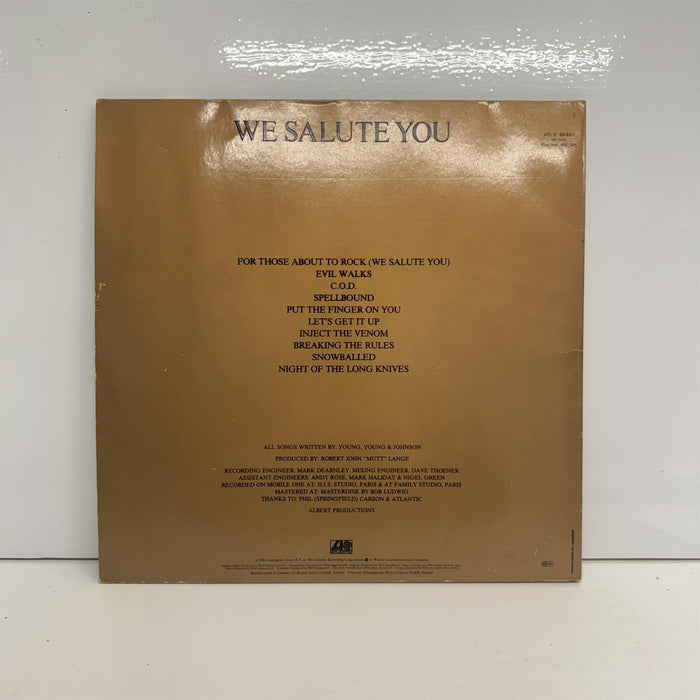 WE SALUTE YOU
FOR THOSE ABOUT TO ROCK (WE SALUTE YOU)
EVIL WALKS
C.O.D.
SPELLBOUND
PUT THE FINGER ON YOU
LET'S GET IT UP
INJECT THE VENOM
BREAKING THE RULES
SNOWBALLED
NIGHT OF THE LONG KNIVES
ALL SONGS WRITTEN BY: YOUNG, YOUNG & JOHNSON
PRODUCED BY: ROBERT JOHN "MUTT" LANGE
RECORDING ENGINEER: MARK DEARNLEY. MIXING ENGINEER: DAVE THOENER
ASSISTANT ENGINEERS: ANDY ROSE, MARK HALIDAY & NIGEL GREEN
RECORDED ON MOBILE ONE AT: H.I.S. STUDIO, PARIS & AT FAMILY STUDIO, PARIS
MASTERED AT: MASTERDISK BY BOB LUDWIG
THANKS TO: PHIL (SPRINGFIELD) CARSON & ATLANTIC
ALBERT PRODUCTIONS